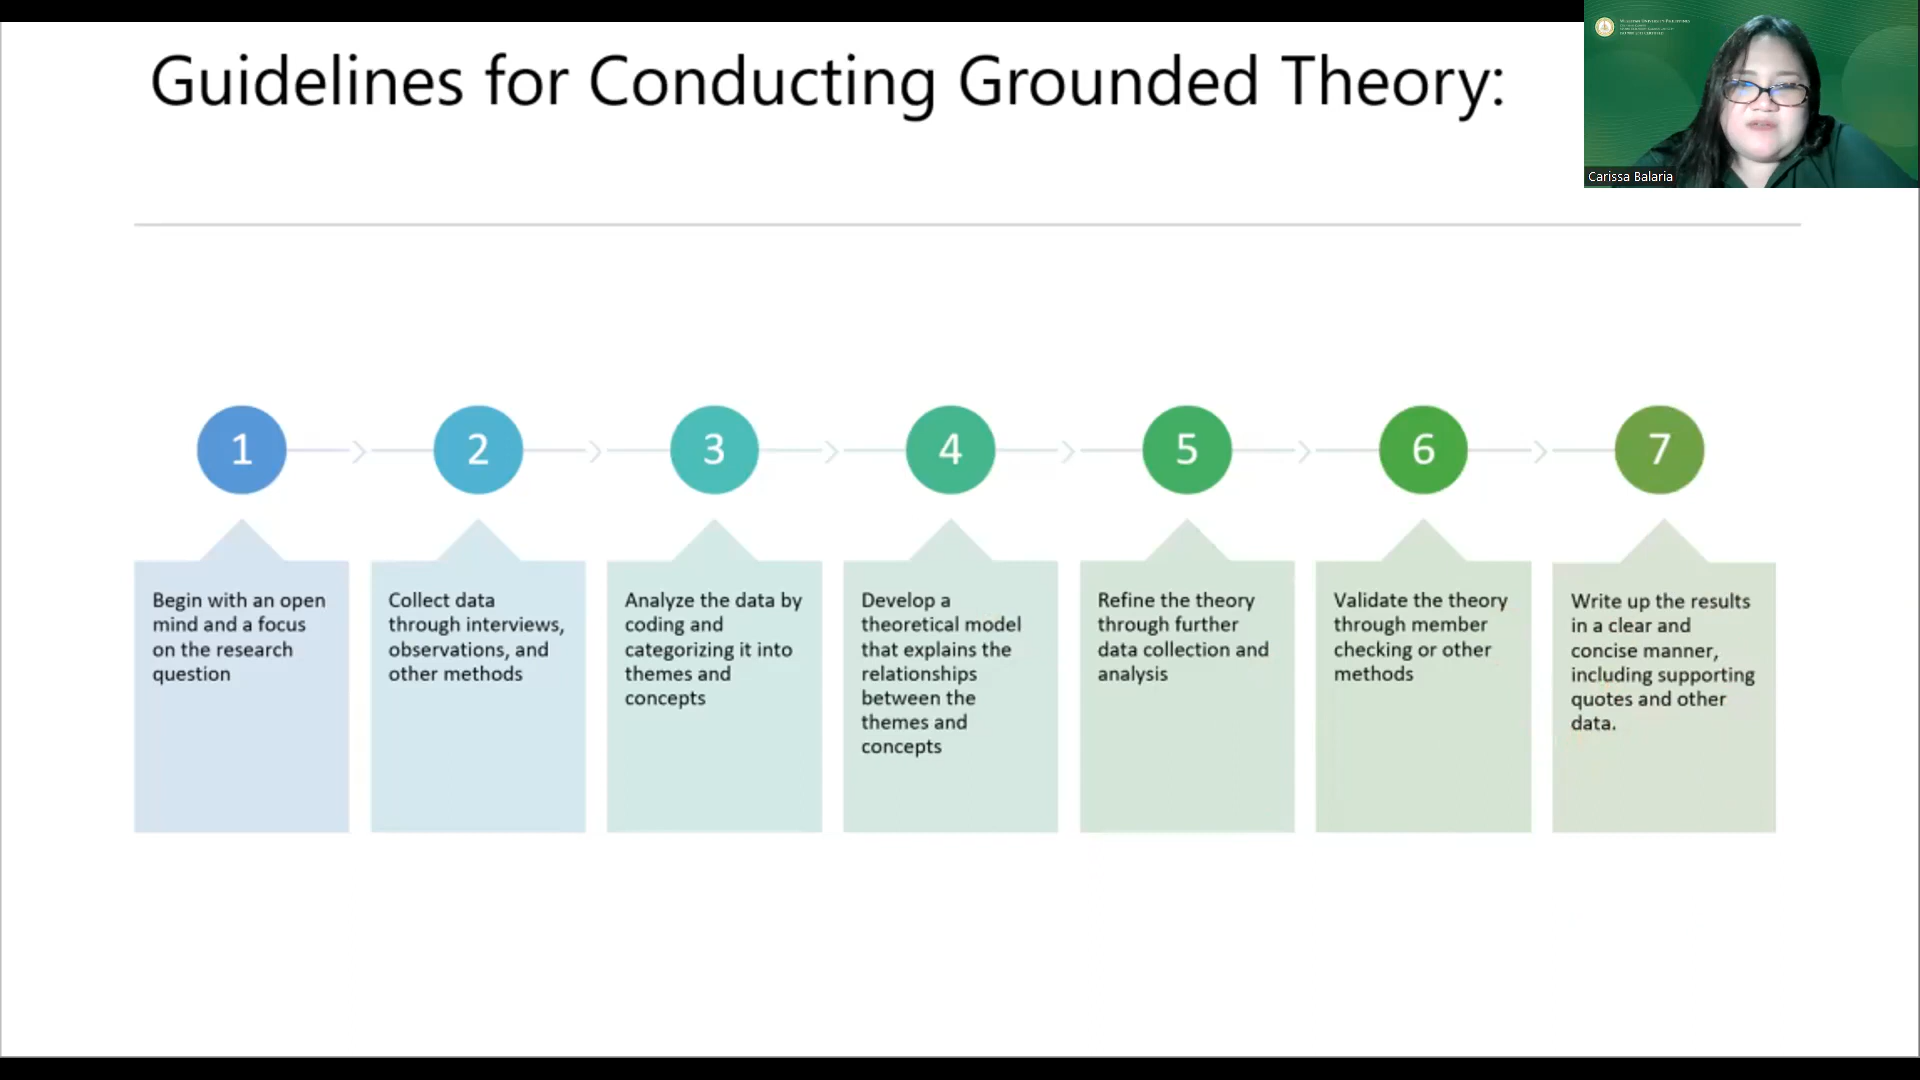 Guidelines for Conducting Grounded Theory:
Carissa Balaria
1
2
3
4
5
6
7
Begin with an open
mind and a focus
on the research
question
Collect data
through interviews,
observations, and
other methods
Analyze the data by
coding and
categorizing it into
themes and
concepts
Develop a
theoretical model
that explains the
relationships
between the
themes and
concepts
Refine the theory
through further
data collection and
analysis
Validate the theory
through member
checking or other
methods
Write up the results
in a clear and
concise manner,
including supporting
quotes and other
data.